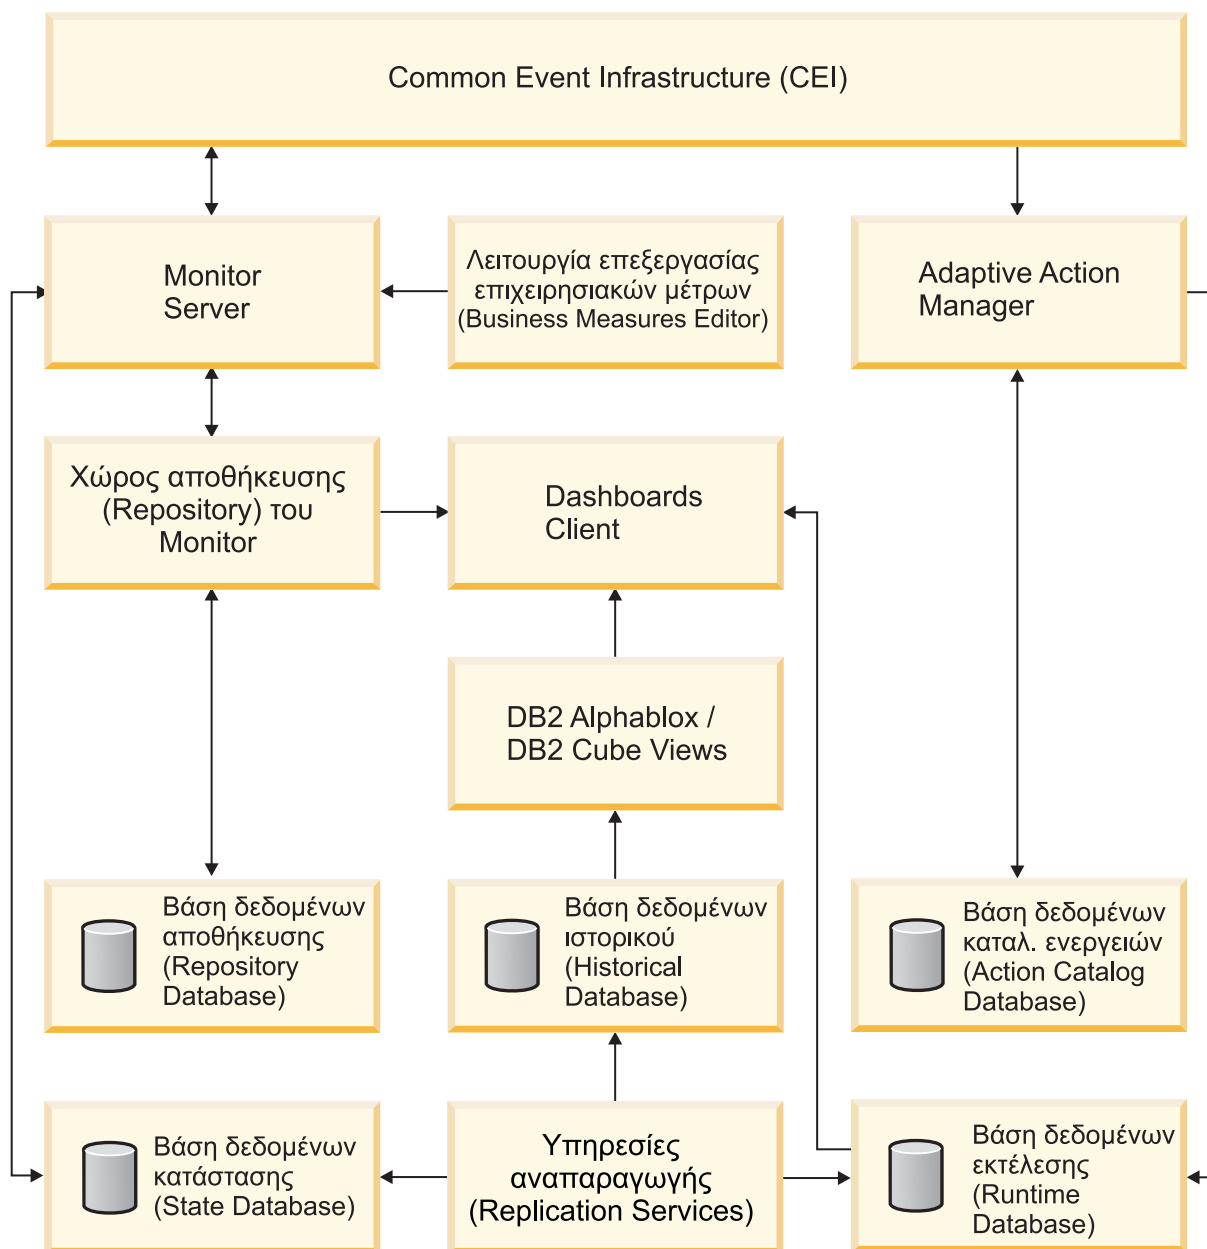 Common Event Infrastructure (CEI)
Monitor
Server
Λειτουργία επεξεργασίας
επιχειρησιακών μέτρων
(Business Measures Editor)
Adaptive Action
Manager
Χώρος αποθήκευσης
(Repository) του
Monitor
Dashboards
Client
DB2 Alphablox /
DB2 Cube Views
Βάση δεδομένων
αποθήκευσης
(Repository
Database)
Βάση δεδομένων
ιστορικού
(Historical
Database)
Βάση δεδομένων
καταλ. ενεργειών
(Action Catalog
Database)
Βάση δεδομένων
κατάστασης
(State Database)
Υπηρεσίες
αναπαραγωγής
(Replication Services)
Βάση δεδομένων
εκτέλεσης
(Runtime
Database)